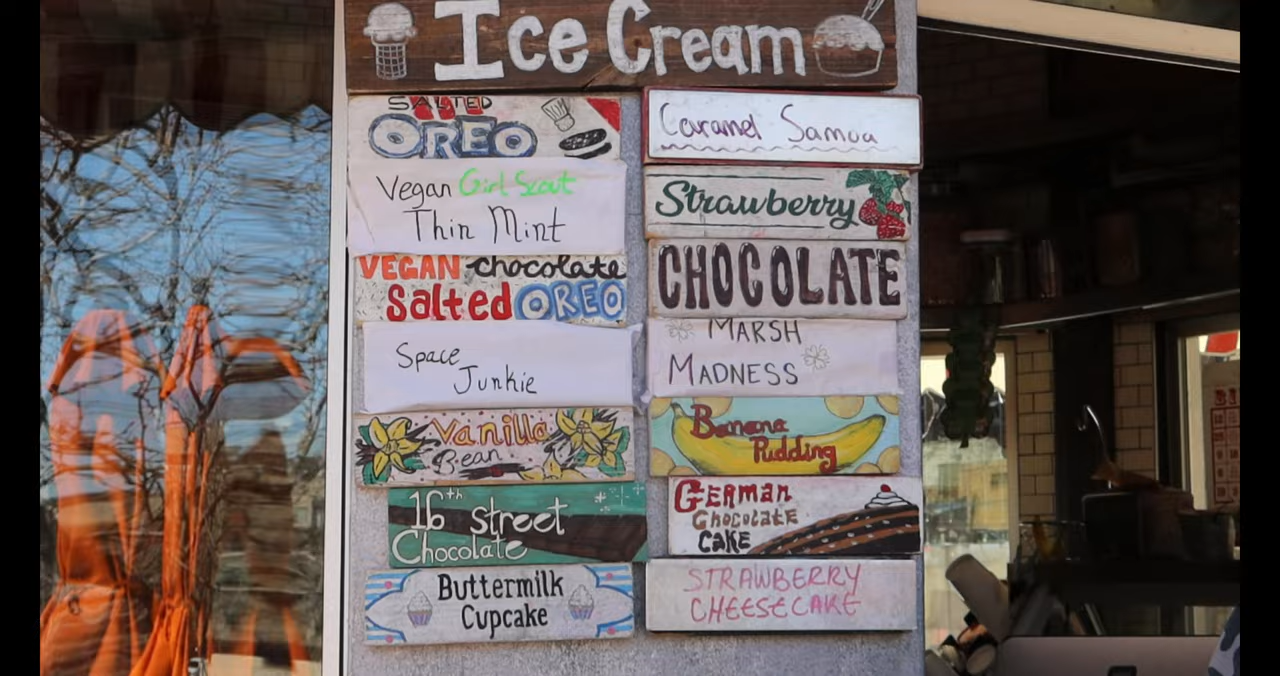 Ice Cream
SALTED
OREO
Vegan Girl Scout
Thin Mint
VEGAN chocolate
Salted OREO
Space
Junkie
Vanilla
Bean
16th street
Chocolate
Buttermilk
Cupcake
Caramel Samoa
Strawberry
CHOCOLATE
MARSH
MADNESS
Banana
Pudding
GERMAN
CHOCOLATE
CAKE
STRAWBERRY
CHEESECAKE